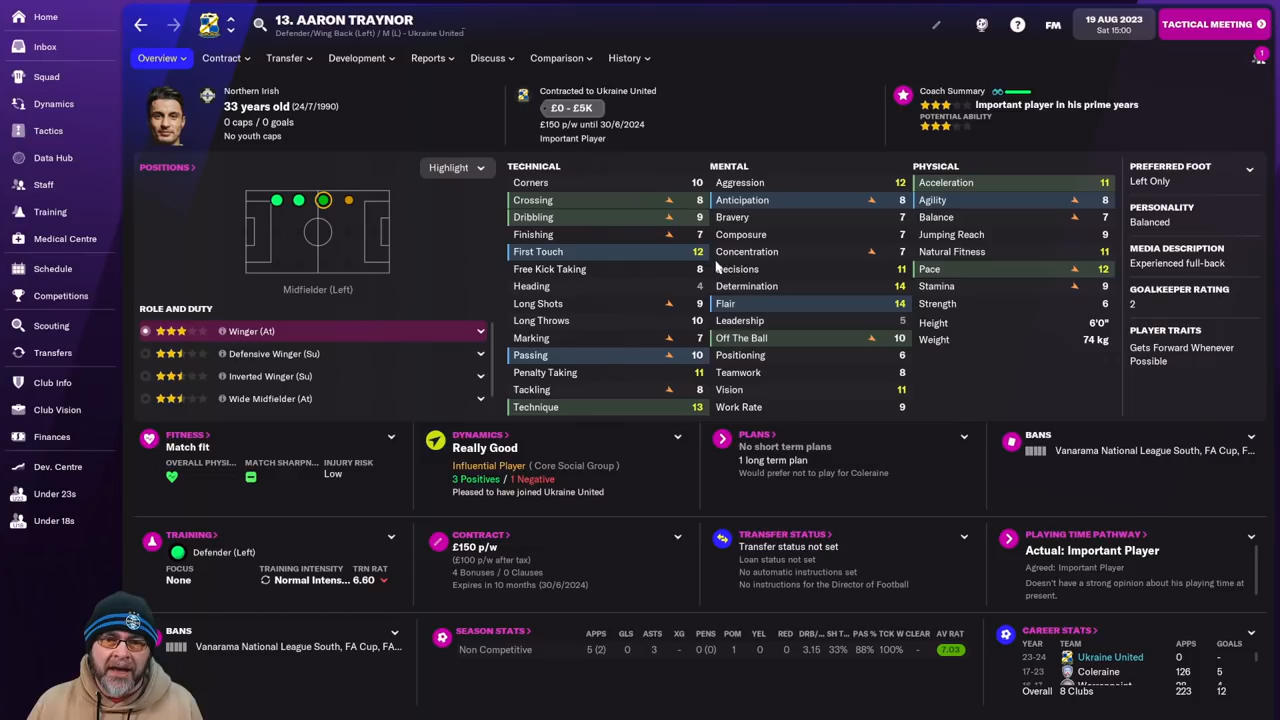 Home
Inbox
Squad
Dynamics
Tactics
Data Hub
Staff
Training
Medical Centre
Schedule
Competitions
Scouting
Transfers
Club Info
Club Vision
Finances
Dev. Centre
Under 23s
Under 18s
13. AARON TRAYNOR
Defender/Wing Back (Left) / M (L) - Ukraine United
?
FM
19 AUG 2023
Sat 15:00
TACTICAL MEETING
1
Overview
Contract
Transfer
Development
Reports
Discuss
Comparison
History
Northern Irish
33 years old (24/7/1990)
0 caps / 0 goals
No youth caps
Contracted to Ukraine United
£0 - £5K
£150 p/w until 30/6/2024
Important Player
Coach Summary
Important player in his prime years
POTENTIAL ABILITY
POSITIONS >
Highlight
Midfielder (Left)
ROLE AND DUTY
Winger (At)
Defensive Winger (Su)
Inverted Winger (Su)
Wide Midfielder (At)
TECHNICAL
Corners 10
Crossing 8
Dribbling 9
Finishing 7
First Touch 12
Free Kick Taking 8
Heading 4
Long Shots 9
Long Throws 10
Marking 7
Passing 10
Penalty Taking 11
Tackling 8
Technique 13
MENTAL
Aggression 12
Anticipation 8
Bravery 7
Composure 7
Concentration 7
Decisions 11
Determination 14
Flair 14
Leadership 5
Off The Ball 10
Positioning 6
Teamwork 8
Vision 11
Work Rate 9
PHYSICAL
Acceleration 11
Agility 8
Balance 7
Jumping Reach 9
Natural Fitness 11
Pace 12
Stamina 9
Strength 6
Height 6'0"
Weight 74 kg
PREFERRED FOOT
Left Only
PERSONALITY
Balanced
MEDIA DESCRIPTION
Experienced full-back
GOALKEEPER RATING
2
PLAYER TRAITS
Gets Forward Whenever
Possible
FITNESS >
Match fit
OVERALL PHYSI... MATCH SHARPN... INJURY RISK
Low
DYNAMICS >
Really Good
Influential Player ( Core Social Group )
3 Positives / 1 Negative
Pleased to have joined Ukraine United
PLANS >
No short term plans
1 long term plan
Would prefer not to play for Coleraine
BANS
Vanarama National League South, FA Cup, F...
TRAINING >
Defender (Left)
FOCUS TRAINING INTENSITY TRN RAT
None Normal Intens... 6.60
CONTRACT >
£150 p/w
(£100 p/w after tax)
4 Bonuses / 0 Clauses
Expires in 10 months (30/6/2024)
TRANSFER STATUS >
Transfer status not set
Loan status not set
No automatic instructions set
No instructions for the Director of Football
PLAYING TIME PATHWAY >
Actual: Important Player
Agreed: Important Player
Doesn't have a strong opinion about his playing time at
present.
BANS
Vanarama National League South, FA Cup, FA...
SEASON STATS >
APPS GLS ASTS XG PENS POM YEL RED DRB/... SH T... PAS % TCK W CLEAR AV RAT
Non Competitive 5 (2) 0 3 - 0 (0) 1 0 0 3.15 33% 88% 100% - 7.03
CAREER STATS >
YEAR TEAM APPS GOALS
23-24 Ukraine United 0 -
17-23 Coleraine 126 5
Overall 8 Clubs 223 12